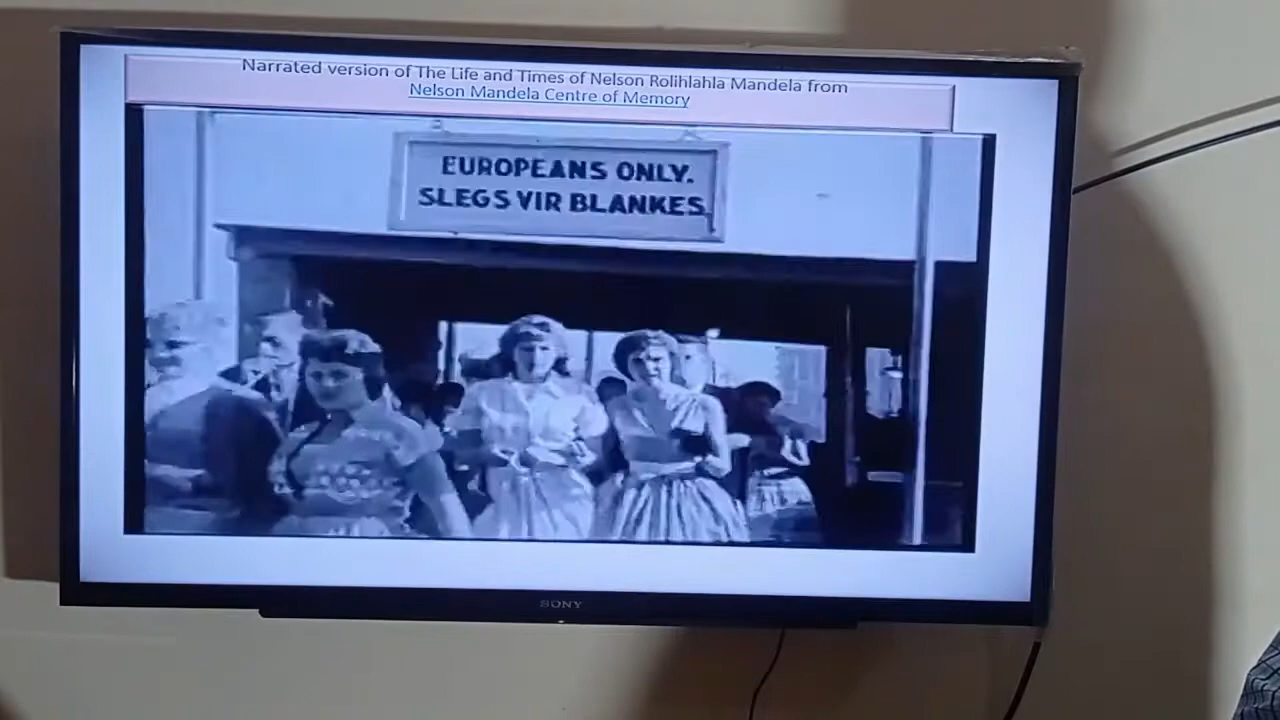 Narrated version of The Life and Times of Nelson Rolihlahla Mandela from
Nelson Mandela Centre of Memory
EUROPEANS ONLY.
SLEGS VIR BLANKES
SONY